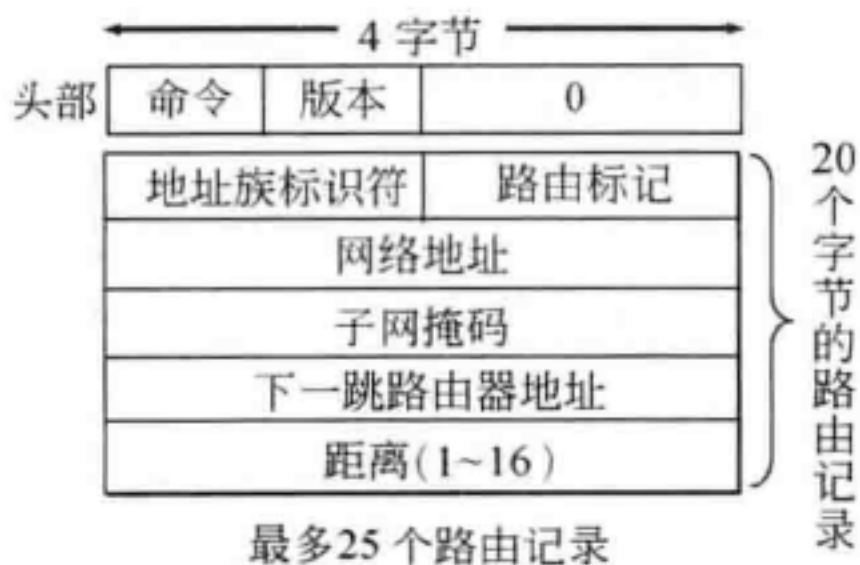 4 字节
头部 命令 版本 0
地址族标识符 路由标记
网络地址
子网掩码
下一跳路由器地址
距离(1~16)
20个字节的路由记录
最多25 个路由记录